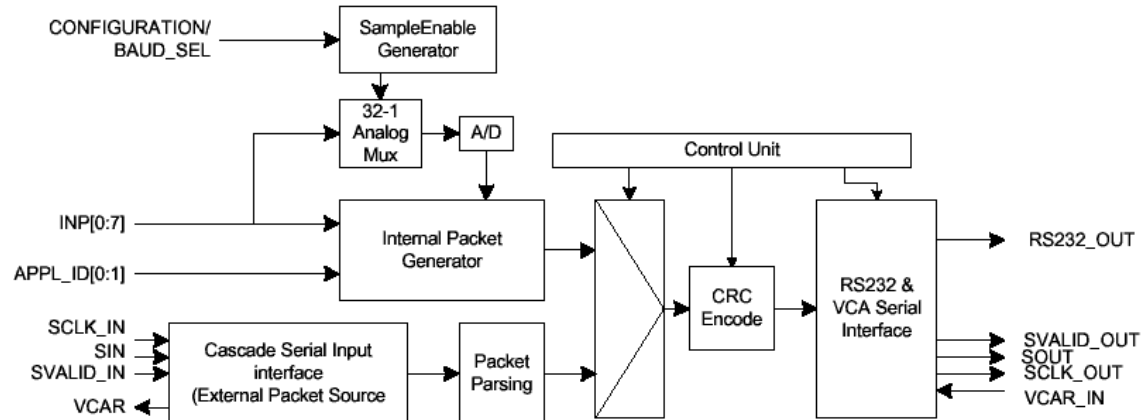 CONFIGURATION/
BAUD_SEL
SampleEnable
Generator
32-1
Analog
Mux
A/D
Control Unit
INP[0:7]
APPL_ID[0:1]
Internal Packet
Generator
CRC
Encode
RS232 &
VCA Serial
Interface
RS232_OUT
SCLK_IN
SIN
SVALID_IN
VCAR
Cascade Serial Input
interface
(External Packet Source
Packet
Parsing
SVALID_OUT
SOUT
SCLK_OUT
VCAR_IN